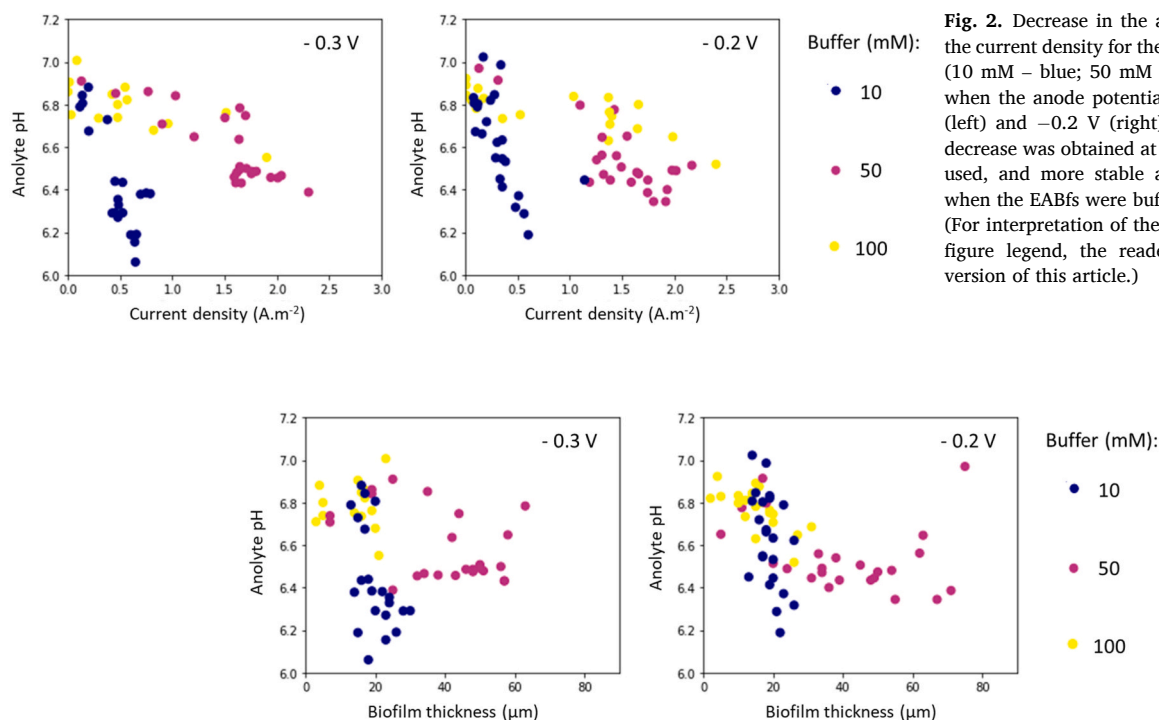 7.2
7.0
6.8
6.6
6.4
6.2
6.0
Anolyte pH
- 0.3 V
0.0 0.5 1.0 1.5 2.0 2.5 3.0
Current density (A.m-2)
7.2
7.0
6.8
6.6
6.4
6.2
6.0
Anolyte pH
- 0.2 V
0.0 0.5 1.0 1.5 2.0 2.5 3.0
Current density (A.m-2)
Buffer (mM):
10
50
100
Fig. 2. Decrease in the a
the current density for the
(10 mM – blue; 50 mM
when the anode potential
(left) and −0.2 V (right)
decrease was obtained at
used, and more stable a
when the EABfs were buf
(For interpretation of the
figure legend, the reade
version of this article.)
7.2
7.0
6.8
6.6
6.4
6.2
6.0
Anolyte pH
- 0.3 V
0 20 40 60 80
Biofilm thickness (μm)
7.2
7.0
6.8
6.6
6.4
6.2
6.0
Anolyte pH
- 0.2 V
0 20 40 60 80
Biofilm thickness (μm)
Buffer (mM):
10
50
100